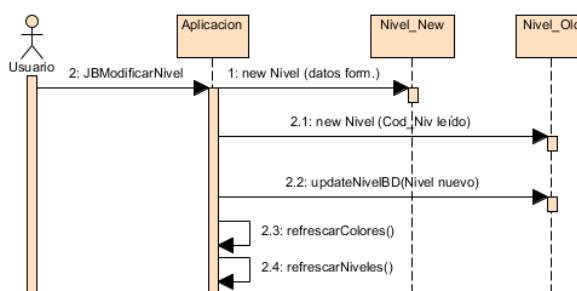 Aplicacion
Nivel_New
Nivel_Old
Usuario
2: JBModificarNivel
1: new Nivel (datos form.)
2.1: new Nivel (Cod_Niv leído)
2.2: updateNivelBD(Nivel nuevo)
2.3: refrescarColores()
2.4: refrescarNiveles()